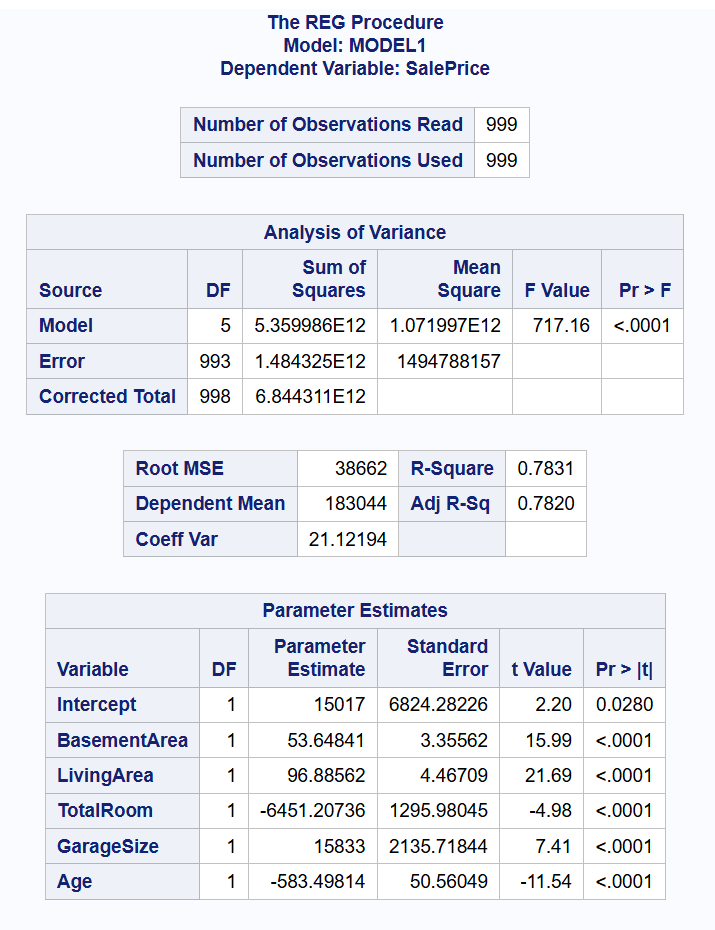 The REG Procedure
Model: MODEL1
Dependent Variable: SalePrice
Number of Observations Read 999
Number of Observations Used 999
Analysis of Variance
Source DF Sum of Squares Mean Square F Value Pr > F
Model 5 5.359986E12 1.071997E12 717.16 <.0001
Error 993 1.484325E12 1494788157
Corrected Total 998 6.844311E12
Root MSE 38662 R-Square 0.7831
Dependent Mean 183044 Adj R-Sq 0.7820
Coeff Var 21.12194
Parameter Estimates
Variable DF Parameter Estimate Standard Error t Value Pr > |t|
Intercept 1 15017 6824.28226 2.20 0.0280
BasementArea 1 53.64841 3.35562 15.99 <.0001
LivingArea 1 96.88562 4.46709 21.69 <.0001
TotalRoom 1 -6451.20736 1295.98045 -4.98 <.0001
GarageSize 1 15833 2135.71844 7.41 <.0001
Age 1 -583.49814 50.56049 -11.54 <.0001